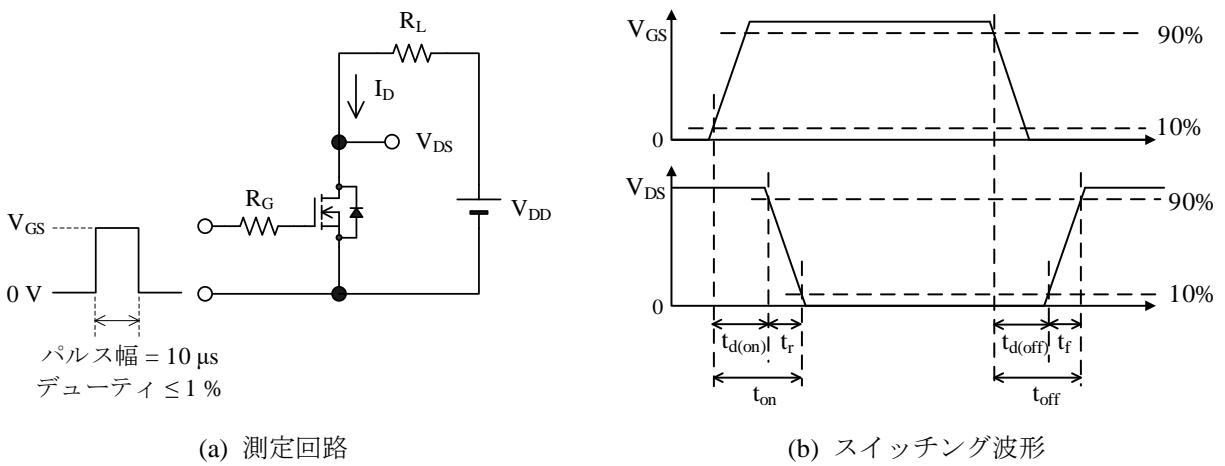 R_L
I_D
V_DS
R_G
V_DD
V_GS
0 V
パルス幅 = 10 μs
デューティ ≤ 1 %
(a) 測定回路
V_GS
90%
10%
0
V_DS
90%
10%
0
t_d(on) t_r
t_on
t_d(off) t_f
t_off
(b) スイッチング波形